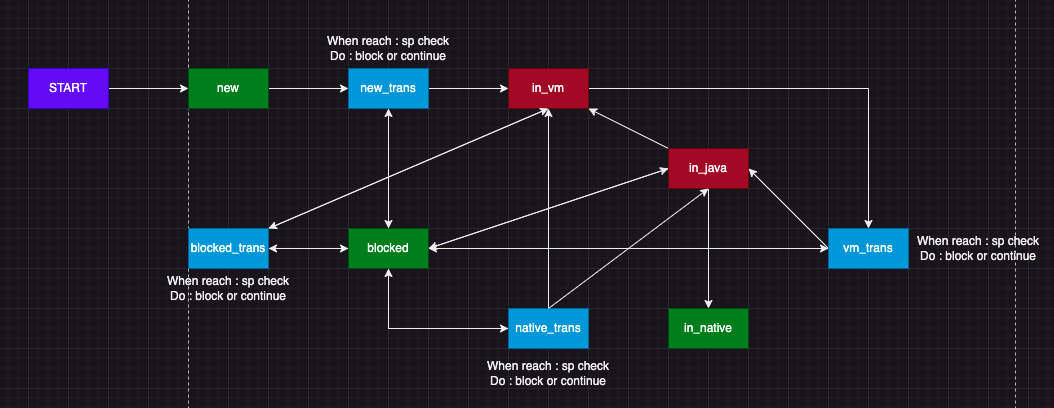 When reach : sp check
Do : block or continue
START
new
new_trans
in_vm
in_java
blocked_trans
blocked
vm_trans
When reach : sp check
Do : block or continue
When reach : sp check
Do : block or continue
native_trans
in_native
When reach : sp check
Do : block or continue